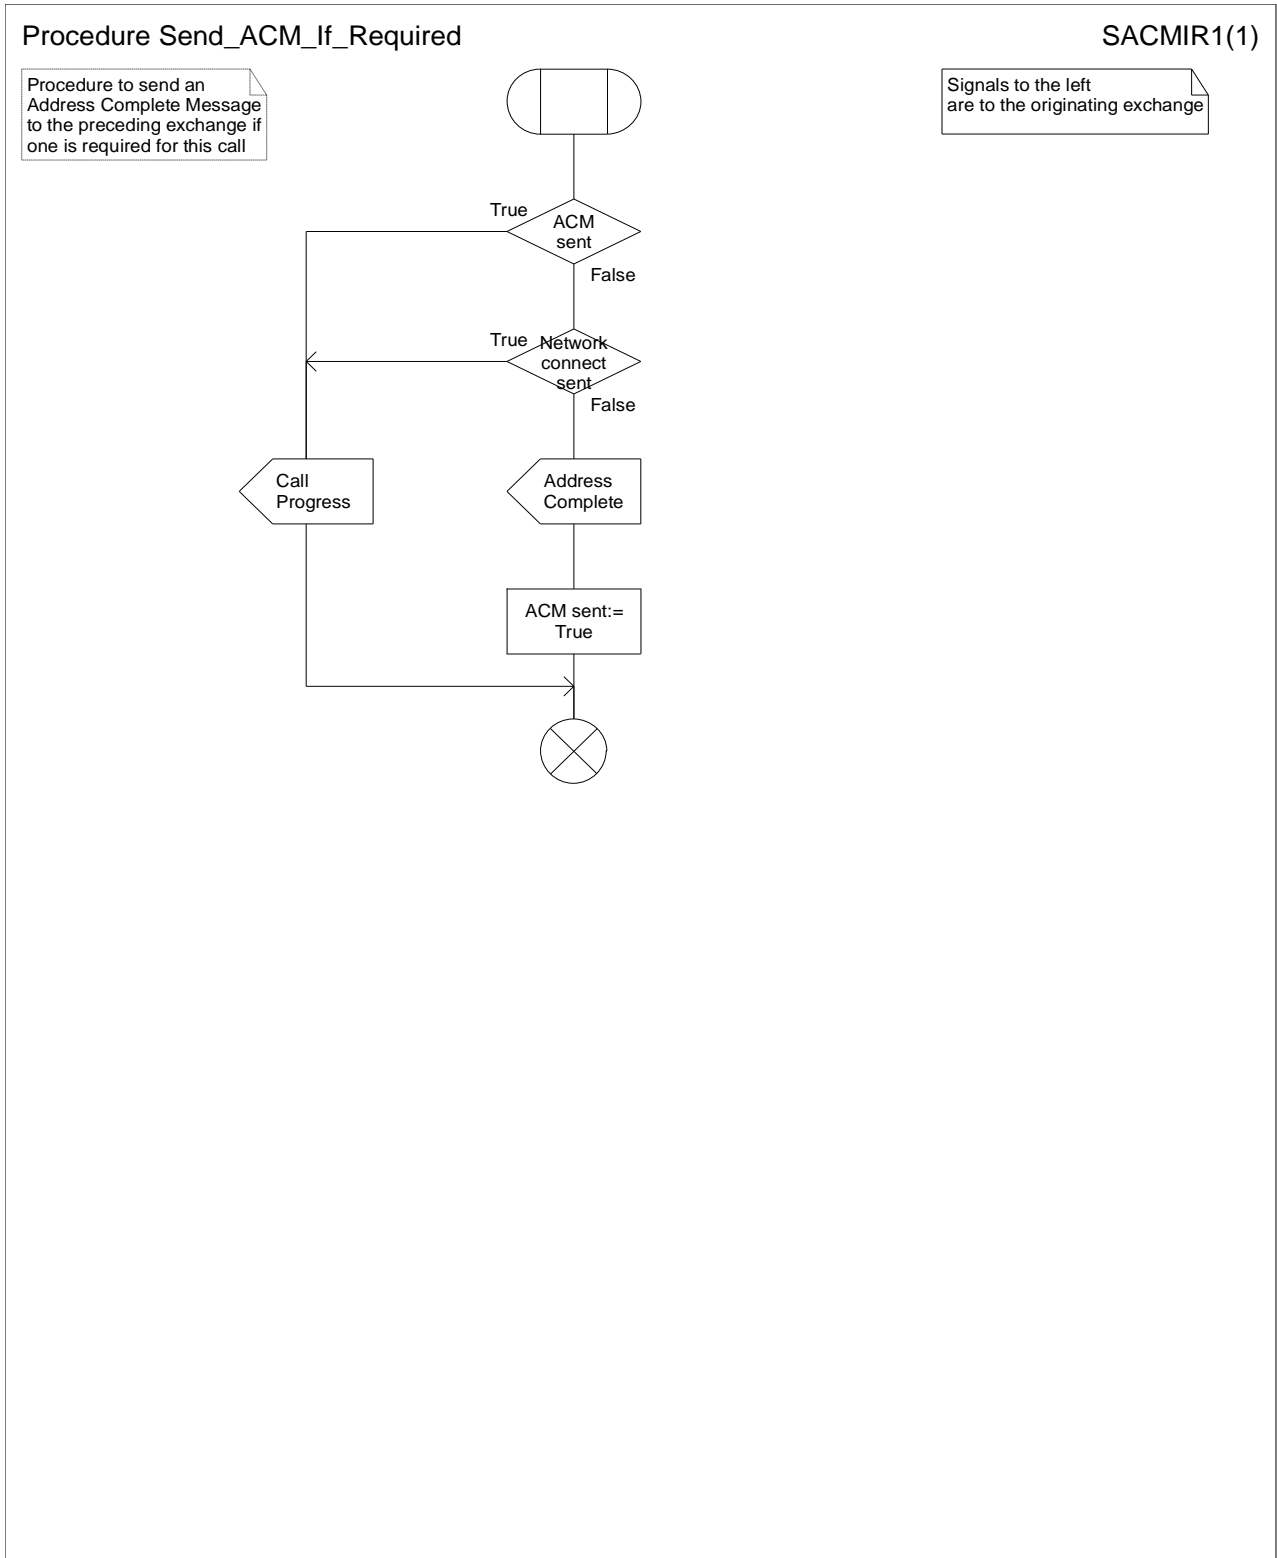 Procedure Send_ACM_If_Required
SACMIR1(1)
Procedure to send an
Address Complete Message
to the preceding exchange if
one is required for this call
Signals to the left
are to the originating exchange
True
ACM
sent
False
True
Network
connect
sent
False
Call
Progress
Address
Complete
ACM sent:=
True